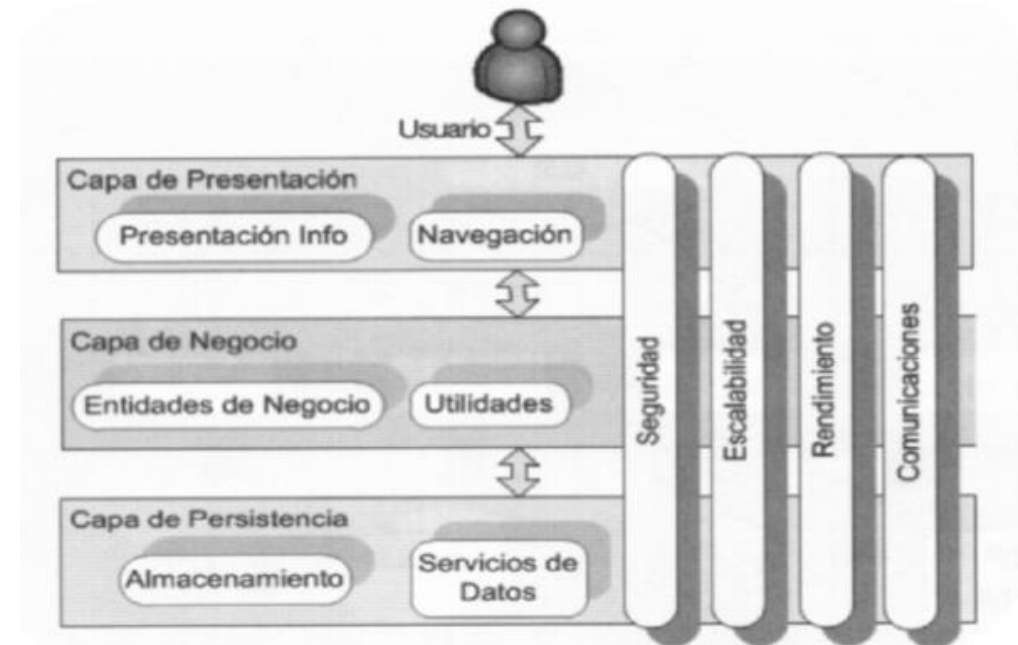 Usuario
Capa de Presentación
Presentación Info
Navegación
Capa de Negocio
Entidades de Negocio
Utilidades
Capa de Persistencia
Almacenamiento
Servicios de
Datos
Seguridad
Escalabilidad
Rendimiento
Comunicaciones